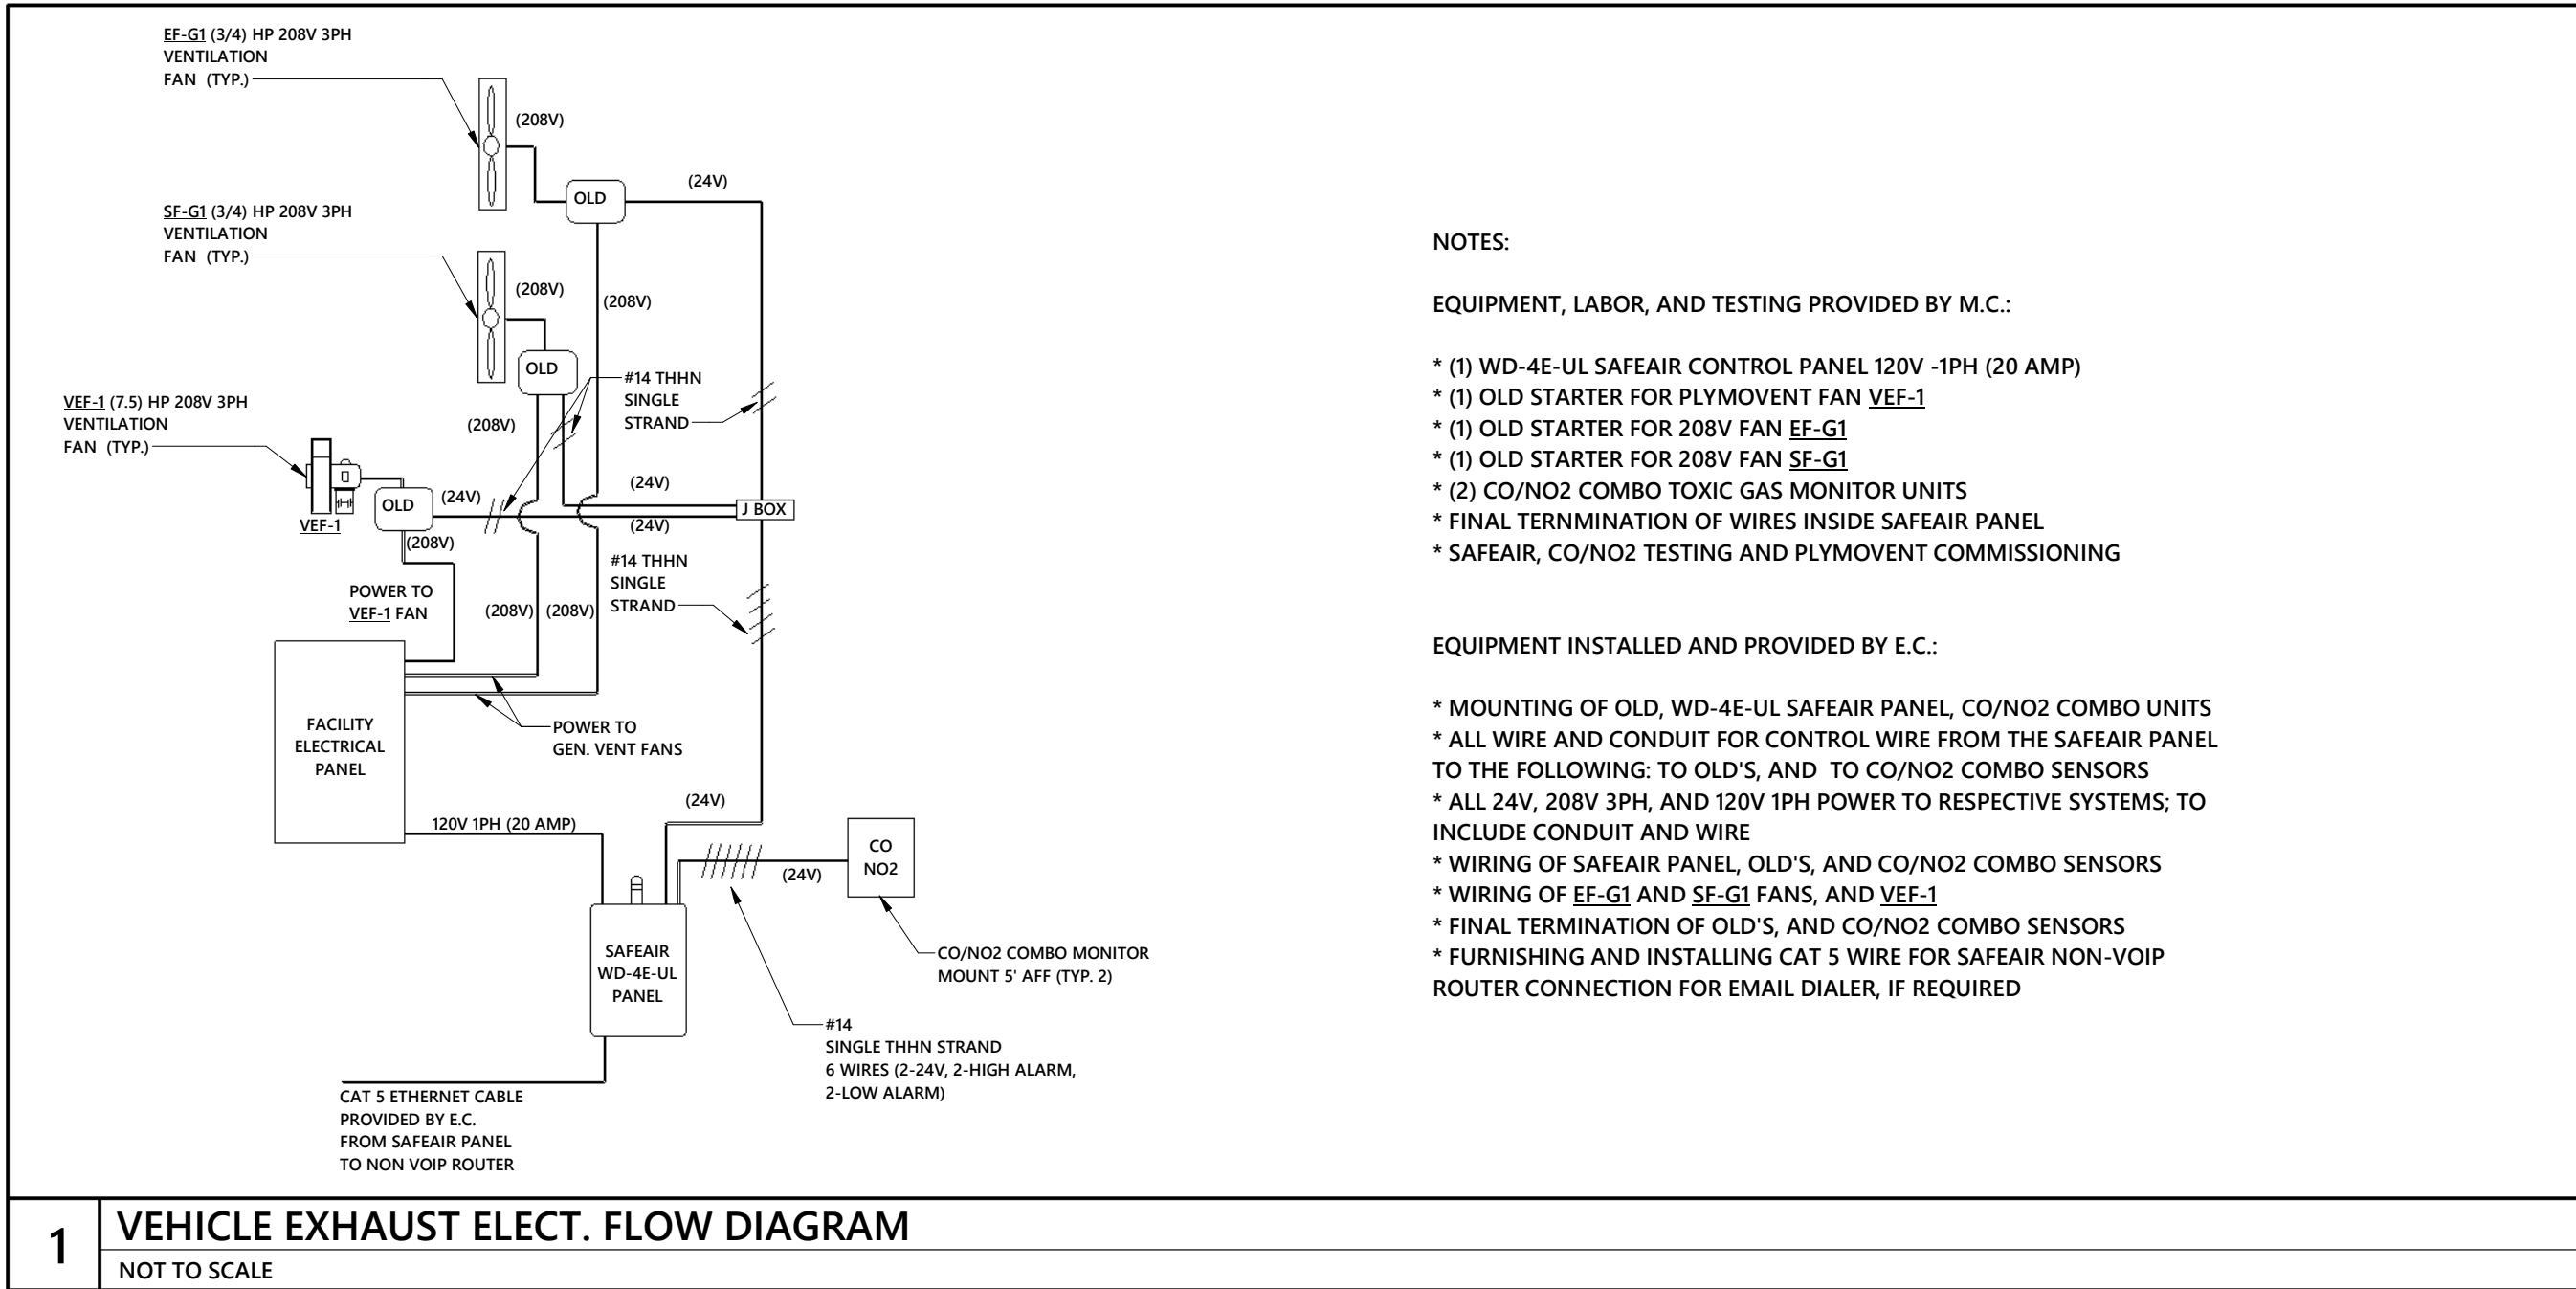 EF-G1 (3/4) HP 208V 3PH
VENTILATION
FAN (TYP.)
(208V)
OLD
(24V)
SF-G1 (3/4) HP 208V 3PH
VENTILATION
FAN (TYP.)
(208V)
(208V)
OLD
#14 THHN
SINGLE
STRAND
VEF-1 (7.5) HP 208V 3PH
VENTILATION
FAN (TYP.)
(208V)
VEF-1
OLD
(24V)
(24V)
(24V)
J BOX
(208V)
#14 THHN
SINGLE
STRAND
POWER TO
VEF-1 FAN
(208V)
(208V)
FACILITY
ELECTRICAL
PANEL
POWER TO
GEN. VENT FANS
(24V)
120V 1PH (20 AMP)
CO
NO2
(24V)
SAFEAIR
WD-4E-UL
PANEL
CO/NO2 COMBO MONITOR
MOUNT 5' AFF (TYP. 2)
#14
SINGLE THHN STRAND
6 WIRES (2-24V, 2-HIGH ALARM,
2-LOW ALARM)
CAT 5 ETHERNET CABLE
PROVIDED BY E.C.
FROM SAFEAIR PANEL
TO NON VOIP ROUTER
NOTES:
EQUIPMENT, LABOR, AND TESTING PROVIDED BY M.C.:
* (1) WD-4E-UL SAFEAIR CONTROL PANEL 120V -1PH (20 AMP)
* (1) OLD STARTER FOR PLYMOVENT FAN VEF-1
* (1) OLD STARTER FOR 208V FAN EF-G1
* (1) OLD STARTER FOR 208V FAN SF-G1
* (2) CO/NO2 COMBO TOXIC GAS MONITOR UNITS
* FINAL TERNMINATION OF WIRES INSIDE SAFEAIR PANEL
* SAFEAIR, CO/NO2 TESTING AND PLYMOVENT COMMISSIONING
EQUIPMENT INSTALLED AND PROVIDED BY E.C.:
* MOUNTING OF OLD, WD-4E-UL SAFEAIR PANEL, CO/NO2 COMBO UNITS
* ALL WIRE AND CONDUIT FOR CONTROL WIRE FROM THE SAFEAIR PANEL
TO THE FOLLOWING: TO OLD'S, AND TO CO/NO2 COMBO SENSORS
* ALL 24V, 208V 3PH, AND 120V 1PH POWER TO RESPECTIVE SYSTEMS; TO
INCLUDE CONDUIT AND WIRE
* WIRING OF SAFEAIR PANEL, OLD'S, AND CO/NO2 COMBO SENSORS
* WIRING OF EF-G1 AND SF-G1 FANS, AND VEF-1
* FINAL TERMINATION OF OLD'S, AND CO/NO2 COMBO SENSORS
* FURNISHING AND INSTALLING CAT 5 WIRE FOR SAFEAIR NON-VOIP
ROUTER CONNECTION FOR EMAIL DIALER, IF REQUIRED
1
VEHICLE EXHAUST ELECT. FLOW DIAGRAM
NOT TO SCALE